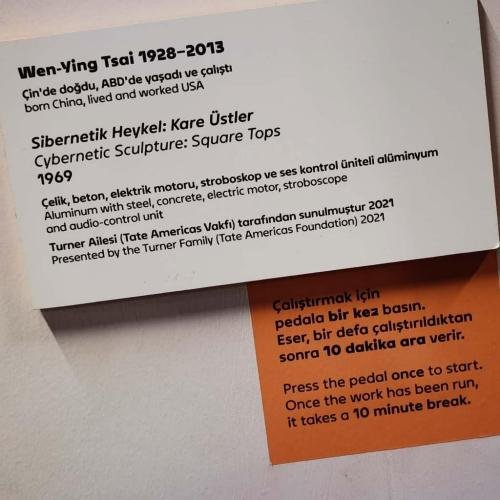 Wen-Ying Tsai 1928–2013
Çin'de doğdu, ABD'de yaşadı ve çalıştı
born China, lived and worked USA
Sibernetik Heykel: Kare Üstler
Cybernetic Sculpture: Square Tops
1969
Çelik, beton, elektrik motoru, stroboskop ve ses kontrol üniteli alüminyum
Aluminum with steel, concrete, electric motor, stroboscope
and audio-control unit
Turner Ailesi (Tate Americas Vakfı) tarafından sunulmuştur 2021
Presented by the Turner Family (Tate Americas Foundation) 2021
Çalıştırmak için
pedala bir kez basın.
Eser, bir defa çalıştırıldıktan
sonra 10 dakika ara verir.
Press the pedal once to start.
Once the work has been run,
it takes a 10 minute break.